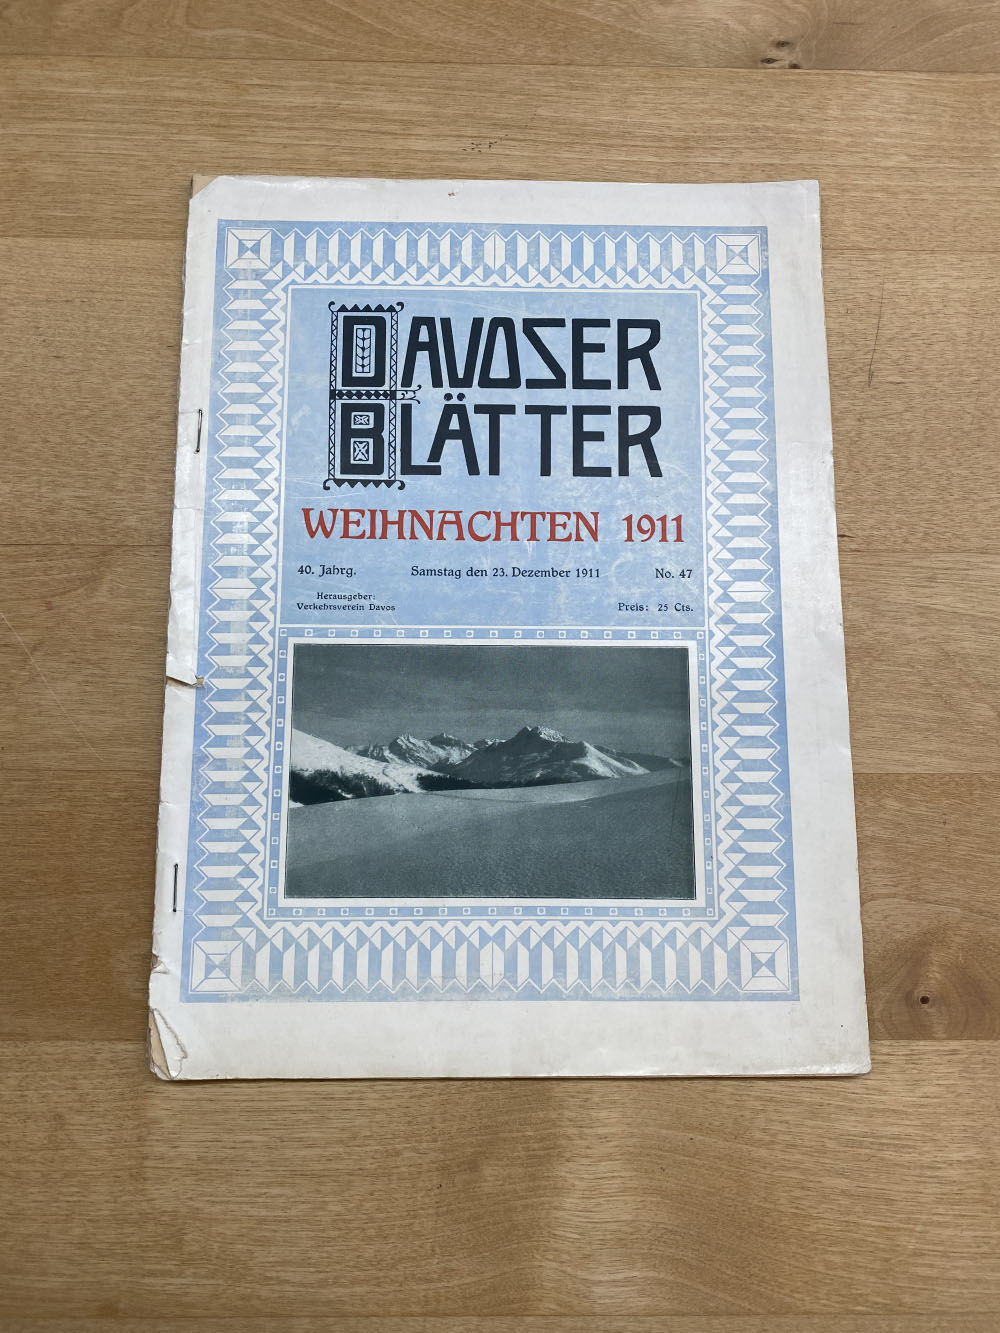 DAVOSER
BLÄTTER
WEIHNACHTEN 1911
40. Jahrg. Samstag den 23. Dezember 1911 No. 47
Herausgeber:
Verkehrsverein Davos Preis: 25 Cts.